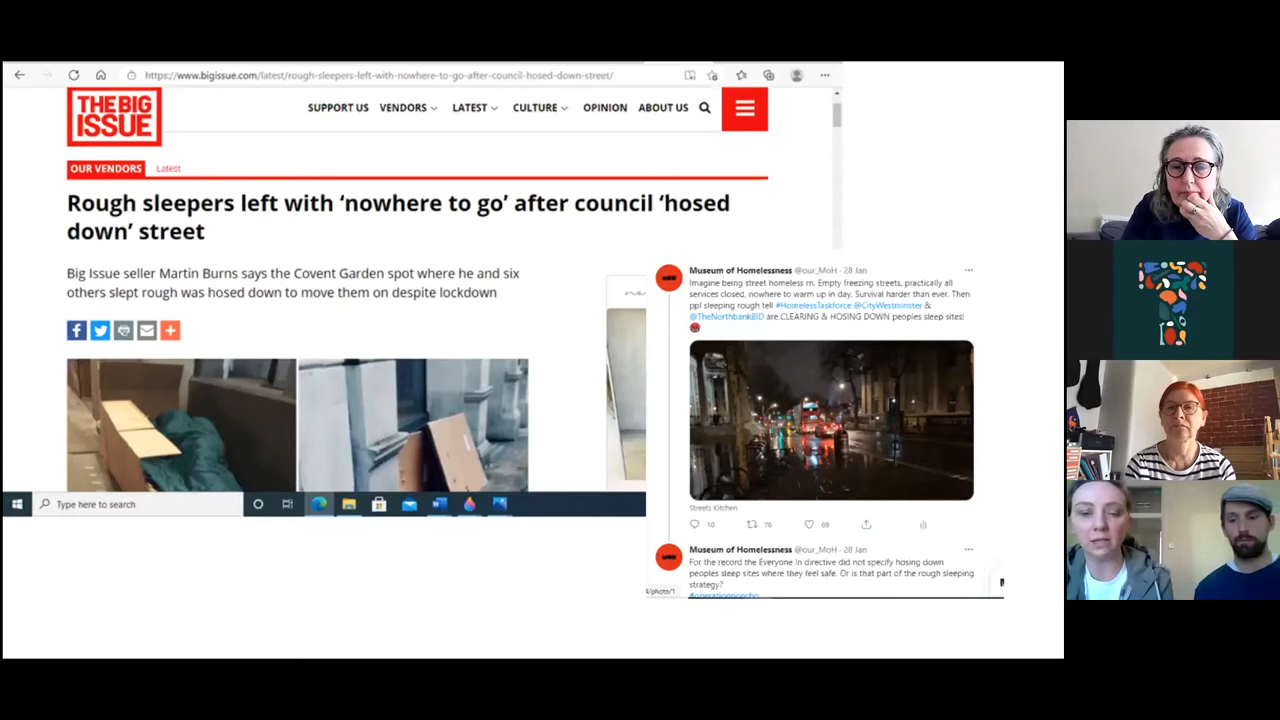 https://www.bigissue.com/latest/rough-sleepers-left-with-nowhere-to-go-after-council-hosed-down-street/
THE BIG
ISSUE
SUPPORT US VENDORS LATEST CULTURE OPINION ABOUT US
OUR VENDORS Latest
Rough sleepers left with ‘nowhere to go’ after council ‘hosed
down’ street
Big Issue seller Martin Burns says the Covent Garden spot where he and six
others slept rough was hosed down to move them on despite lockdown
Type here to search
Museum of Homelessness @our_MoH · 28 Jan
Imagine being street homeless rn. Empty freezing streets, practically all
services closed, nowhere to warm up in day. Survival harder than ever. Then
ppl sleeping rough tell #HomelessTaskforce @CityWestminster &
@TheNorthbankBID are CLEARING & HOSING DOWN peoples sleep sites!
Streets Kitchen
10 76 69
Museum of Homelessness @our_MoH · 28 Jan
For the record the Everyone In directive did not specify hosing down
peoples sleep sites where they feel safe. Or is that part of the rough sleeping
strategy?
4/photo/1